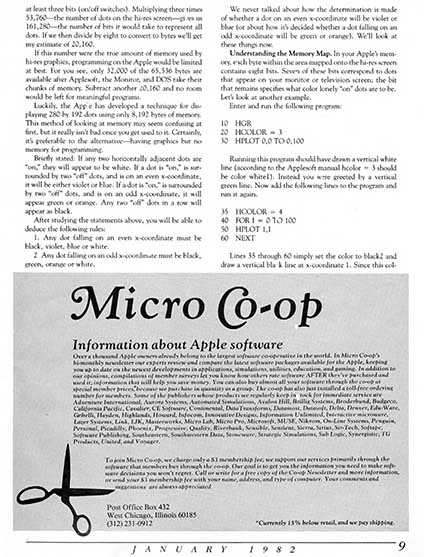 at least three bits (on/off switches). Multiplying three times
53,760—the number of dots on the hi-res screen—gives us
161,280—the number of bits it would take to represent all
dots. If we then divide by eight to convert to bytes we'll get
my estimate of 20,160.
If this number were the true amount of memory used by
hi-res graphics, programming on the Apple would be limited
at best. For you see, only 32,000 of the 65,536 bytes are
available after Applesoft, the Monitor, and DOS take their
chunks of memory. Subtract another 20,160 and no room
would be left for meaningful programs.
Luckily, the Apple has developed a technique for dis-
playing 280 by 192 dots using only 8,192 bytes of memory.
This method of looking at memory may seem confusing at
first, but it really isn't bad once you get used to it. Certainly,
it's preferable to the alternative—having graphics but no
memory for programming.
Briefly stated: If any two horizontally adjacent dots are
"on," they will appear to be white. If a dot is "on," is sur-
rounded by two "off" dots, and is on an even x-coordinate,
it will be either violet or blue. If a dot is "on," is surrounded
by two "off" dots, and is on an odd x-coordinate, it will
appear green or orange. Any two "off" dots in a row will
appear as black.
After studying the statements above, you will be able to
deduce the following rules:
1. Any dot falling on an even x-coordinate must be
black, violet, blue or white.
2 Any dot falling on an odd x-coordinate must be black,
green, orange or white.
We never talked about how the determination is made
of whether a dot on an even x-coordinate will be violet or
blue (or about how it's decided whether a dot falling on an
odd x-coordinate will be green or orange). We'll look at
these things now.
Understanding the Memory Map. In your Apple's mem-
ory, each byte within the area mapped onto the hi-res screen
contains eight bits. Seven of these bits correspond to dots
that appear on your monitor or television screen; the bit
that remains specifies what color lonely "on" dots are to be.
Let's look at another example.
Enter and run the following program:
10 HGR
20 HCOLOR = 3
30 HPLOT 0,0 TO 0,100
Running this program should have drawn a vertical white
line (according to the Applesoft manual hcolor = 3 should
be color white1). Instead you were greeted by a vertical
green line. Now add the following lines to the program and
run it again.
35 HCOLOR = 4
40 FOR I = 0 TO 100
50 HPLOT 1,I
60 NEXT
Lines 35 through 60 simply set the color to black2 and
draw a vertical black line at x-coordinate 1. Since this col-
Micro Co-op
Information about Apple software
Over a thousand Apple owners already belong to the largest software co-operative in the world. In Micro Co-op's
bi-monthly newsletter our experts review and compare the latest software packages available for the Apple, keeping
you up to date on the newest developments in applications, simulations, utilities, education, and gaming. In addition to
our opinions, compilations of member surveys let you know how others rate software AFTER they've purchased and
used it; information that will help you save money. You can also buy almost all your software through the co-op at
special member prices, because we purchase in quantity as a group. The co-op has also installed a toll-free ordering
number for members. Some of the publishers whose products we regularly keep in stock for immediate service are
Adventure International, Aurora Systems, Automated Simulations, Avalon Hill, Brillig Systems, Broderbund, Budgeco,
California Pacific, Cavalier, CE Software, Continental, Data Transforms, Datamost, Datasoft, Delta, Denver, Edu-Ware,
Gebelli, Hayden, Highlands, Howard, Infocom, Innovative Designs, Information Unlimited, Interactive microware,
Lazer Systems, Link, LJK, Masterworks, Micro Lab, Micro Pro, Microsoft, MUSE, Nikrom, On-Line Systems, Penguin,
Personal, Picadilly, Phoenix, Progressive, Quality, Riverbank, Sensible, Sentient, Sierra, Sirius, Sir-Tech, Softape,
Software Publishing, Southeastern, Southwestern Data, Stoneware, Strategic Simulations, Sub Logic, Synergistic, TG
Products, United, and Voyager.
To join Micro Co-op, we charge only a $3 membership fee; we support our services primarily through the
software that members buy through the co-op. Our goal is to get you the information you need to make soft-
ware decisions you won't regret. Call or write for a free copy of the Co-op Newsletter and more information,
or send your $3 membership fee with your name, address, and type of computer. Your comments and
suggestions are always appreciated.
Post Office Box 432
West Chicago, Illinois 60185
(312) 231-0912
*Currently 15% below retail, and we pay shipping.
JANUARY 1982
9